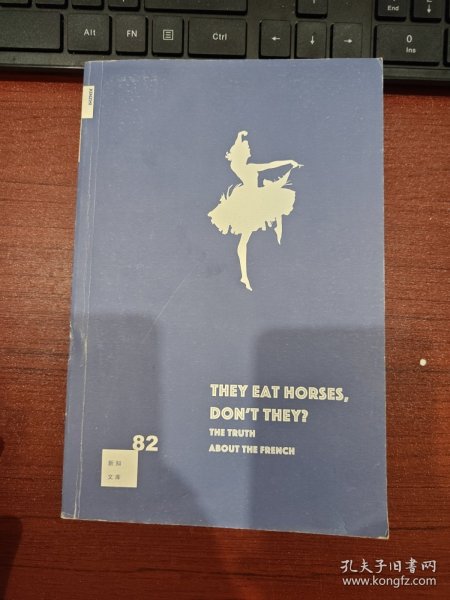 End
Alt
FN
Ctrl
←
↓
→
0
Ins
XINZHI
THEY EAT HORSES,
DON'T THEY?
THE TRUTH
ABOUT THE FRENCH
82
新知
文库
孔夫子旧书网
www.kongfz.com